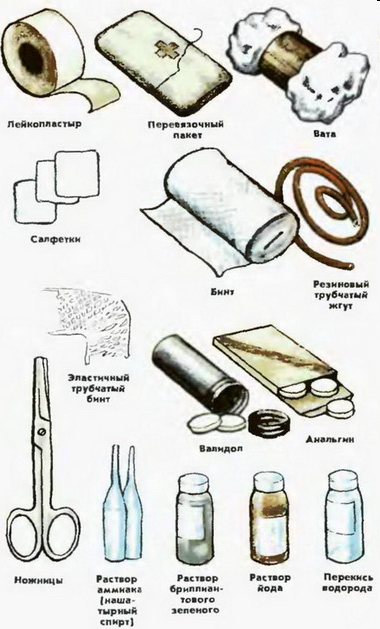 Лейкопластырь
Перевязочный
пакет
Вата
Салфетки
Бинт
Резиновый
трубчатый
жгут
Эластичный
трубчатый
бинт
Валидол
Анальгин
Ножницы
Раствор
аммиака
(наша-
тырный
спирт)
Раствор
бриллиан-
тового
зеленого
Раствор
йода
Перекись
водорода